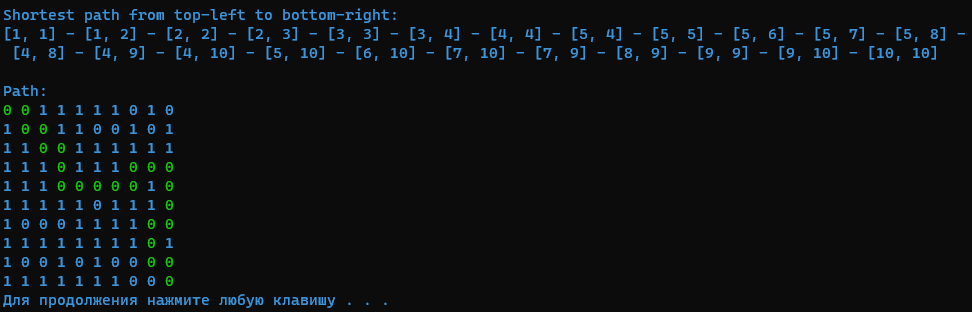 Shortest path from top-left to bottom-right:
[1, 1] - [1, 2] - [2, 2] - [2, 3] - [3, 3] - [3, 4] - [4, 4] - [5, 4] - [5, 5] - [5, 6] - [5, 7] - [5, 8] -
[4, 8] - [4, 9] - [4, 10] - [5, 10] - [6, 10] - [7, 10] - [7, 9] - [8, 9] - [9, 9] - [9, 10] - [10, 10]
Path:
0 0 1 1 1 1 1 0 1 0
1 0 0 1 1 0 0 1 0 1
1 1 0 0 1 1 1 1 1 1
1 1 1 0 1 1 1 0 0 0
1 1 1 0 0 0 0 0 1 0
1 1 1 1 1 0 1 1 1 0
1 0 0 0 1 1 1 1 0 0
1 1 1 1 1 1 1 1 0 1
1 0 0 1 0 1 0 0 0 0
1 1 1 1 1 1 1 0 0 0
Для продолжения нажмите любую клавишу . . .